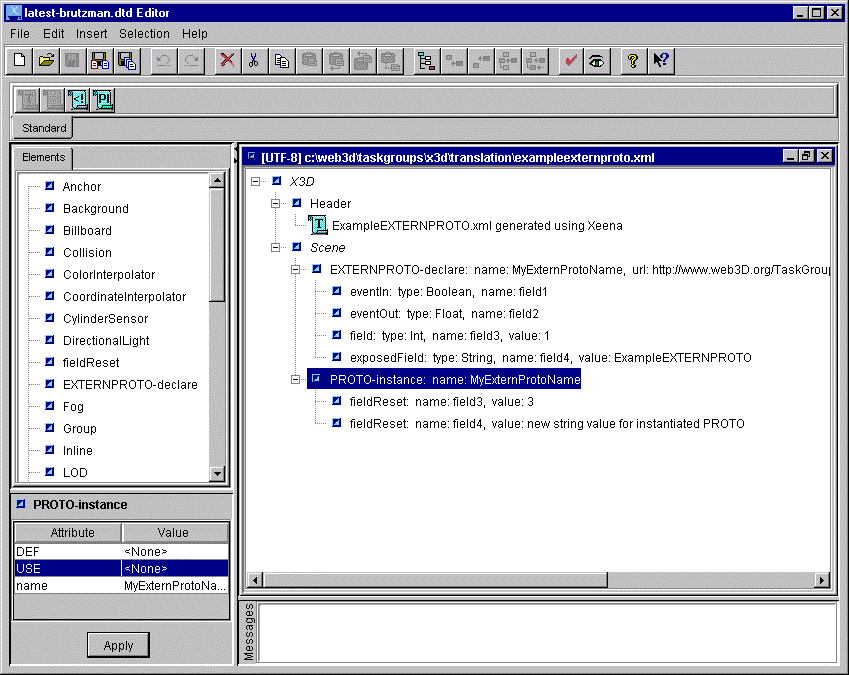 latest-brutzman.dtd Editor
File Edit Insert Selection Help
Standard
Elements
Anchor
Background
Billboard
Collision
ColorInterpolator
CoordinateInterpolator
CylinderSensor
DirectionalLight
fieldReset
EXTERNPROTO-declare
Fog
Group
Inline
LOD
PROTO-instance
Attribute Value
DEF <None>
USE <None>
name MyExternProtoNa...
Apply
[UTF-8] c:\web3d\taskgroups\x3d\translation\exampleexternproto.xml
X3D
Header
T ExampleEXTERNPROTO.xml generated using Xeena
Scene
EXTERNPROTO-declare: name: MyExternProtoName, url: http://www.web3D.org/TaskGrou
eventIn: type: Boolean, name: field1
eventOut: type: Float, name: field2
field: type: Int, name: field3, value: 1
exposedField: type: String, name: field4, value: ExampleEXTERNPROTO
PROTO-instance: name: MyExternProtoName
fieldReset: name: field3, value: 3
fieldReset: name: field4, value: new string value for instantiated PROTO
Messages